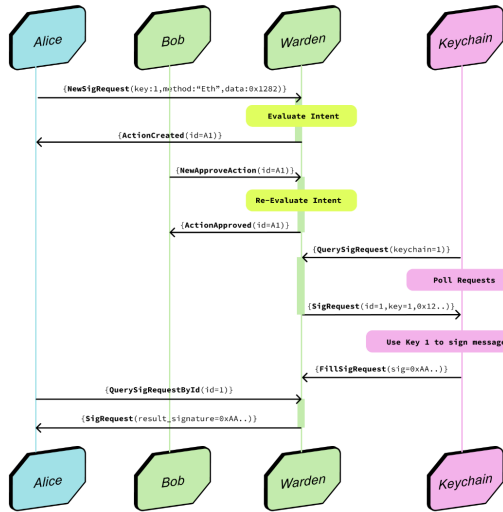 Alice
Bob
Warden
Keychain
{NewSigRequest(key:1,method:“Eth”,data:0x1282)}
Evaluate Intent
{ActionCreated(id=A1)}
{NewApproveAction(id=A1)}
Re-Evaluate Intent
{ActionApproved(id=A1)}
{QuerySigRequest(keychain=1)}
Poll Requests
{SigRequest(id=1,key=1,0x12..)}
Use Key 1 to sign message
{FillSigRequest(sig=0xAA..)}
{QuerySigRequestById(id=1)}
{SigRequest(result_signature=0xAA..)}
Alice
Bob
Warden
Keychain